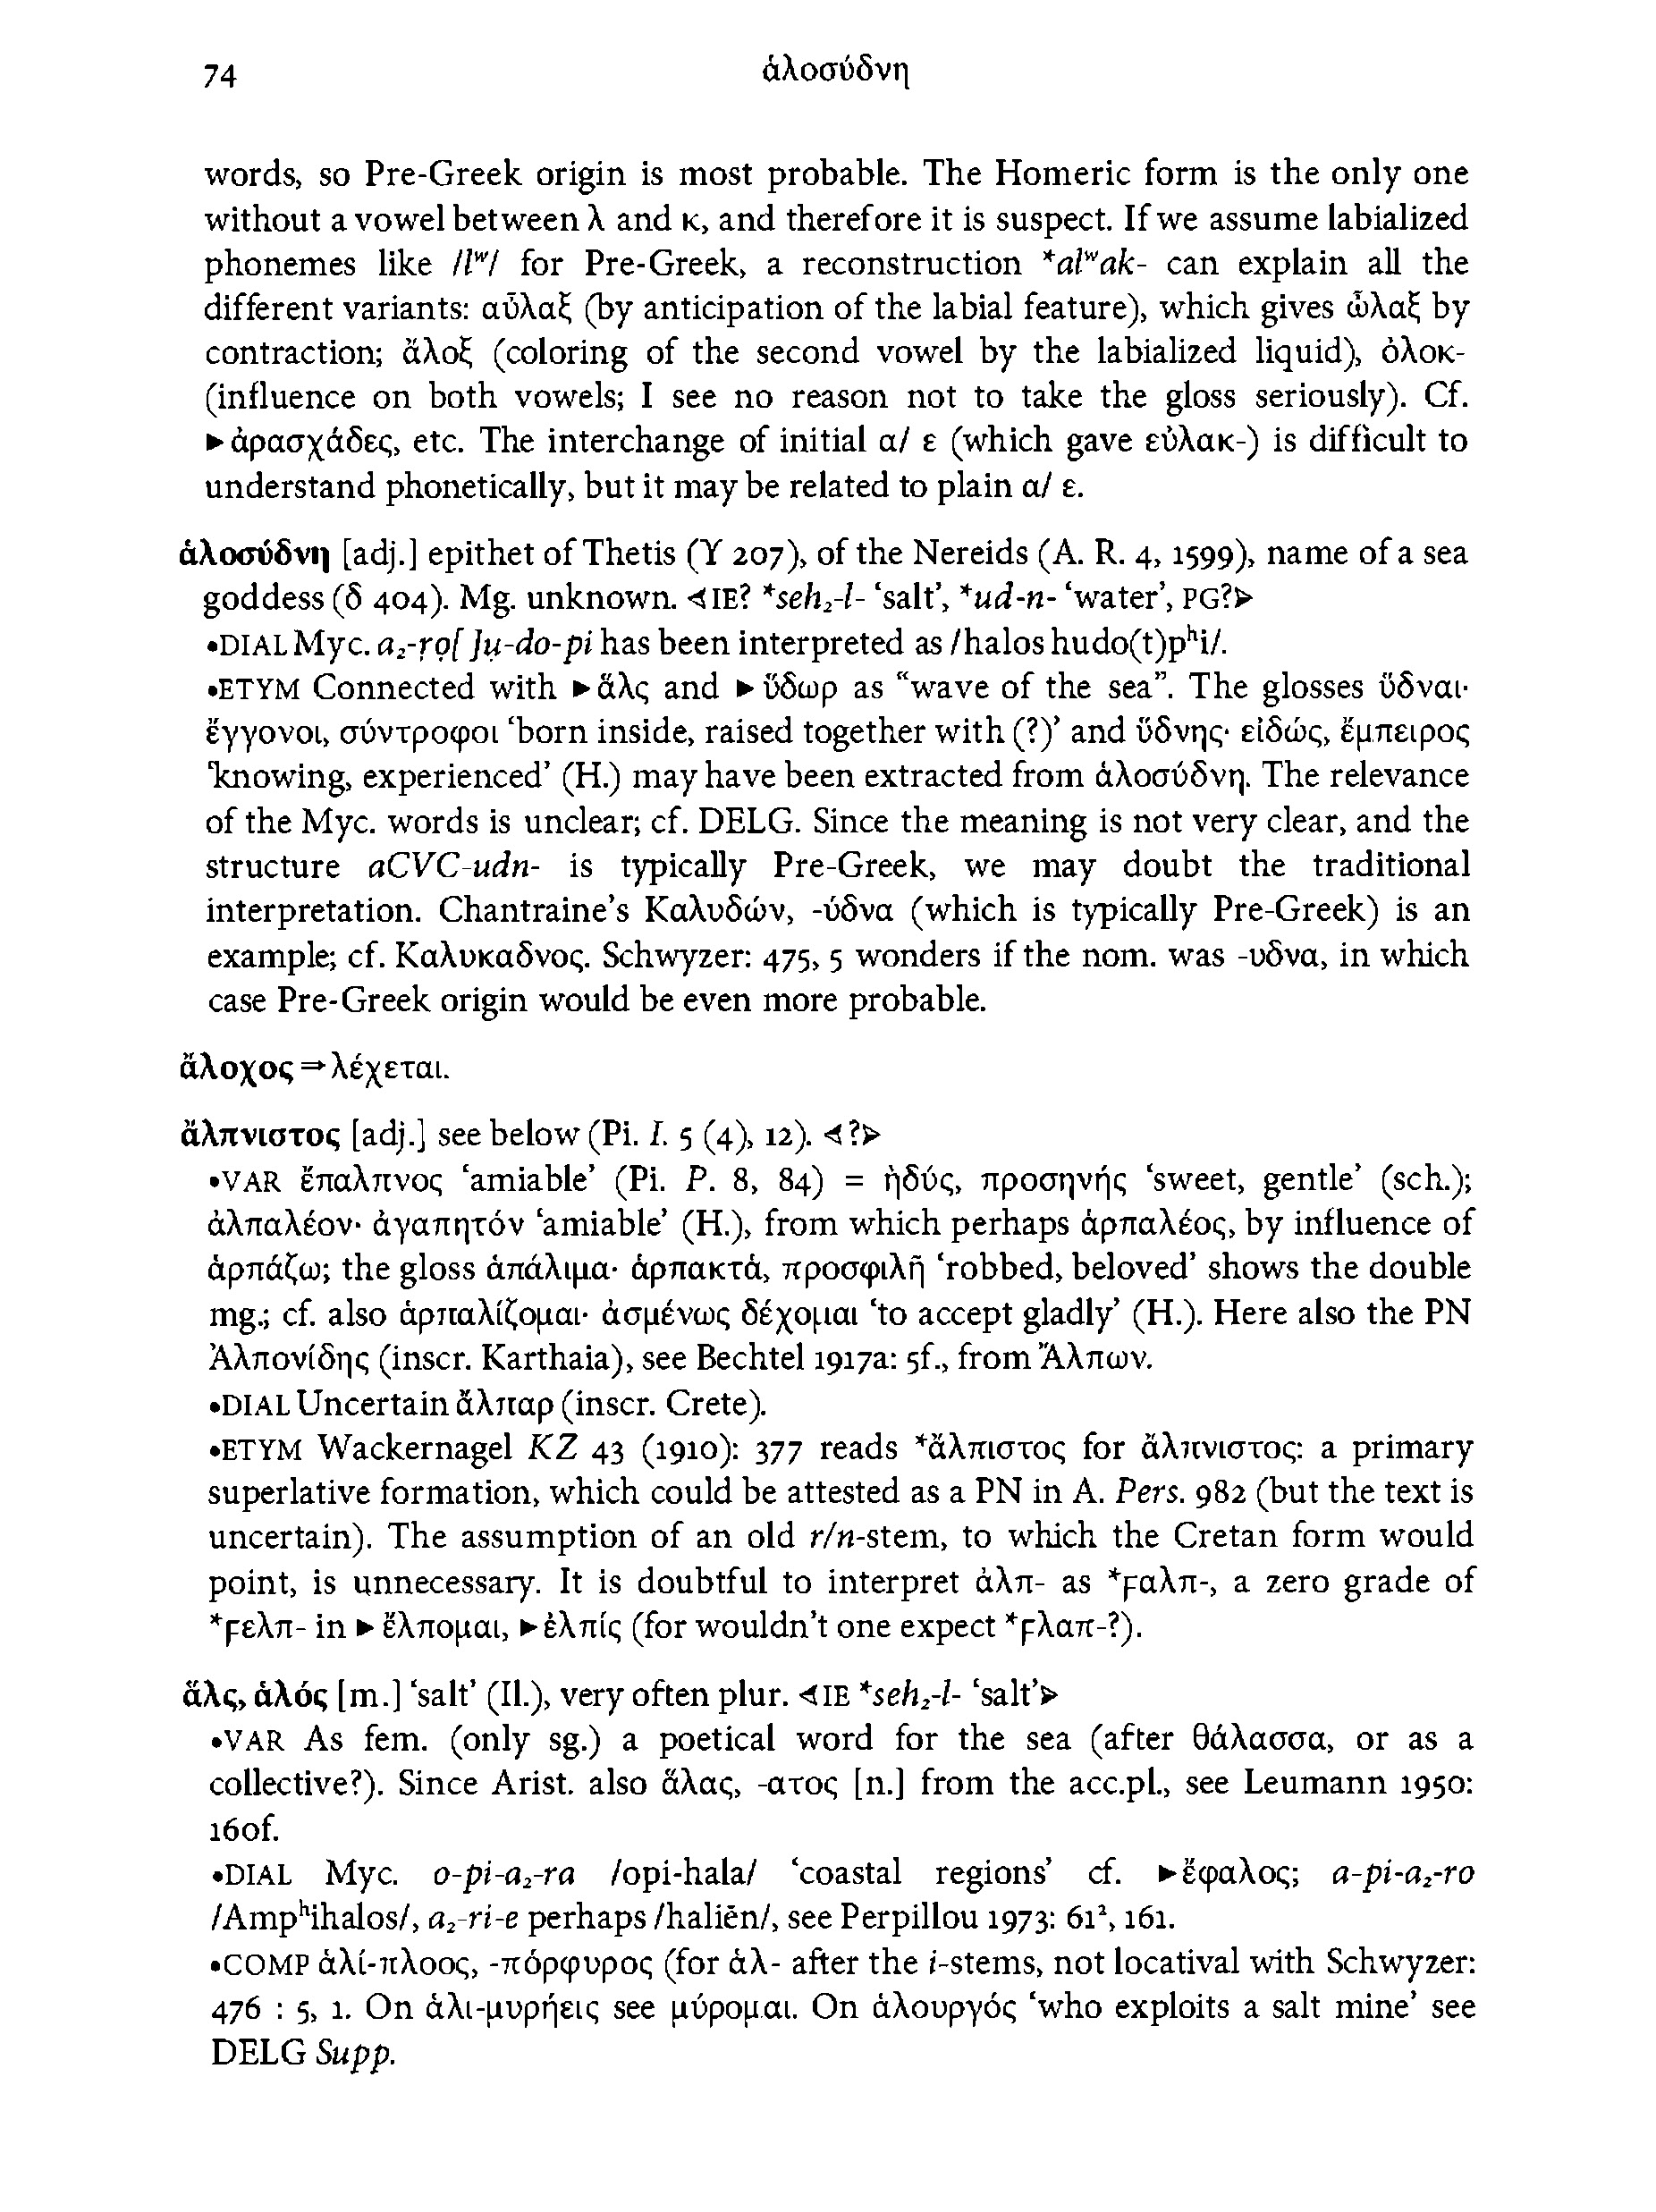 74
ἁλοσύδνη
words, so Pre-Greek origin is most probable. The Homeric form is the only one
without a vowel between λ and κ, and therefore it is suspect. If we assume labialized
phonemes like /lʷ/ for Pre-Greek, a reconstruction *alʷak- can explain all the
different variants: αὖλαξ (by anticipation of the labial feature), which gives ὦλαξ by
contraction; ἄλοξ (coloring of the second vowel by the labialized liquid), ὀλοκ-
(influence on both vowels; I see no reason not to take the gloss seriously). Cf.
►ἀρασχάδες, etc. The interchange of initial α/ ε (which gave εὐλακ-) is difficult to
understand phonetically, but it may be related to plain α/ ε.
ἁλοσύδνη [adj.] epithet of Thetis (Υ 207), of the Nereids (A. R. 4, 1599), name of a sea
goddess (δ 404). Mg. unknown. ⊲IE? *seh₂-l- ‘salt’, *ud-n- ‘water’, PG?⊳
•DIAL Myc. a₂-ṛọ[ ]ụ-do-pi has been interpreted as /halos hudo(t)pʰi/.
•ETYM Connected with ►ἅλς and ►ὕδωρ as “wave of the sea”. The glosses ὕδναι·
ἔγγονοι, σύντροφοι ‘born inside, raised together with (?)’ and ὕδνης· εἰδώς, ἔμπειρος
‘knowing, experienced’ (H.) may have been extracted from ἁλοσύδνη. The relevance
of the Myc. words is unclear; cf. DELG. Since the meaning is not very clear, and the
structure aCVC-udn- is typically Pre-Greek, we may doubt the traditional
interpretation. Chantraine’s Καλυδών, -ύδνα (which is typically Pre-Greek) is an
example; cf. Καλυκαδνος. Schwyzer: 475, 5 wonders if the nom. was -υδνα, in which
case Pre-Greek origin would be even more probable.
ἄλοχος ⇒ λέχεται.
ἄλπνιστος [adj.] see below (Pi. I. 5 (4), 12). ⊲?⊳
•VAR ἔπαλπνος ‘amiable’ (Pi. P. 8, 84) = ἡδύς, προσηνής ‘sweet, gentle’ (sch.);
ἀλπαλέον· ἀγαπητόν ‘amiable’ (H.), from which perhaps ἁρπαλέος, by influence of
ἁρπάζω; the gloss ἁπάλιμα· ἁρπακτά, προσφιλῆ ‘robbed, beloved’ shows the double
mg.; cf. also ἁρπαλίζομαι· ἀσμένως δέχομαι ‘to accept gladly’ (H.). Here also the PN
Ἀλπονίδης (inscr. Karthaia), see Bechtel 1917a: 5f., from Ἄλπων.
•DIAL Uncertain ἄλπαρ (inscr. Crete).
•ETYM Wackernagel KZ 43 (1910): 377 reads *ἄλπιστος for ἄλπνιστος: a primary
superlative formation, which could be attested as a PN in A. Pers. 982 (but the text is
uncertain). The assumption of an old r/n-stem, to which the Cretan form would
point, is unnecessary. It is doubtful to interpret ἀλπ- as *ϝαλπ-, a zero grade of
*ϝελπ- in ► ἔλπομαι, ►ἐλπίς (for wouldn’t one expect *ϝλαπ-?).
ἅλς, ἁλός [m.] ‘salt’ (Il.), very often plur. ⊲IE *seh₂-l- ‘salt’⊳
•VAR As fem. (only sg.) a poetical word for the sea (after θάλασσα, or as a
collective?). Since Arist. also ἅλας, -ατος [n.] from the acc.pl., see Leumann 1950:
160f.
•DIAL Myc. o-pi-a₂-ra /opi-hala/ ‘coastal regions’ cf. ►ἔφαλος; a-pi-a₂-ro
/Ampʰihalos/, a₂-ri-e perhaps /haliēn/, see Perpillou 1973: 61², 161.
•COMP ἁλί-πλοος, -πόρφυρος (for ἁλ- after the i-stems, not locatival with Schwyzer:
476 : 5, 1. On ἁλι-μυρήεις see μύρομαι. On ἁλουργός ‘who exploits a salt mine’ see
DELG Supp.